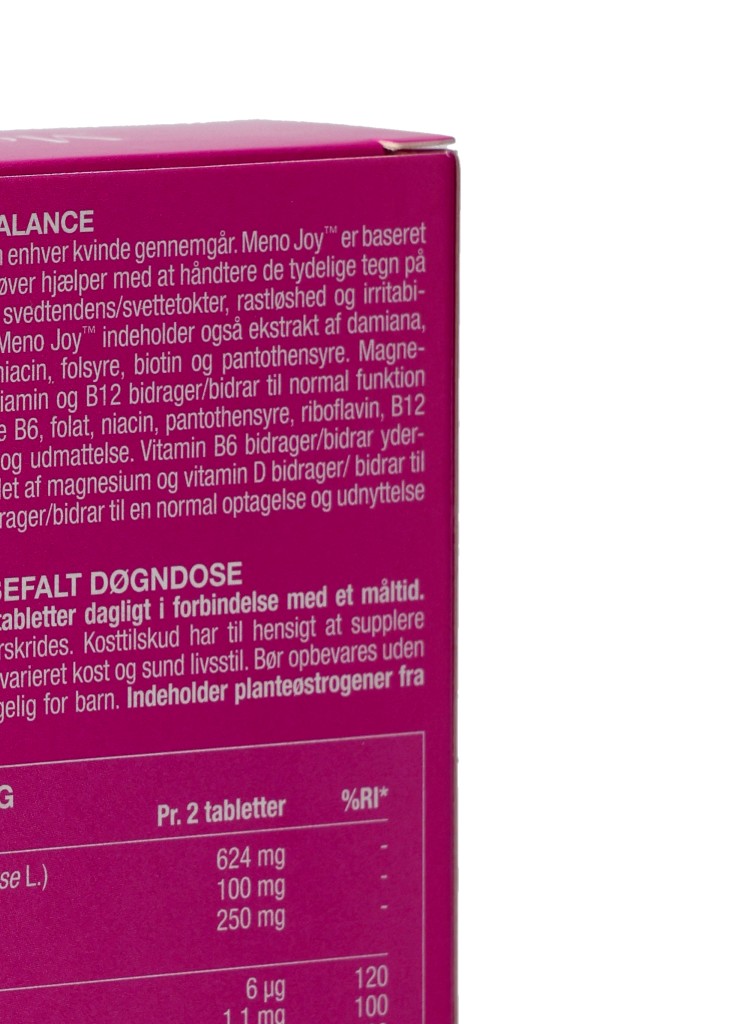 ALANCE
enhver kvinde gennemgår. Meno Joy™ er baseret
øver hjælper med at håndtere de tydelige tegn på
svedtendens/svettetokter, rastløshed og irritabi-
Meno Joy™ indeholder også ekstrakt af damiana,
niacin, folsyre, biotin og pantothensyre. Magne-
iamin og B12 bidrager/bidrar til normal funktion
e B6, folat, niacin, pantothensyre, riboflavin, B12
og udmattelse. Vitamin B6 bidrager/bidrar yder-
let af magnesium og vitamin D bidrager/ bidrar til
rager/bidrar til en normal optagelse og udnyttelse
BEFALT DØGNDOSE
tabletter dagligt i forbindelse med et måltid.
rskrides. Kosttilskud har til hensigt at supplere
varieret kost og sund livsstil. Bør opbevares uden
gelig for barn. Indeholder planteøstrogener fra
G Pr. 2 tabletter %RI*
624 mg -
se L.) 100 mg -
250 mg -
6 µg 120
1,1 mg 100